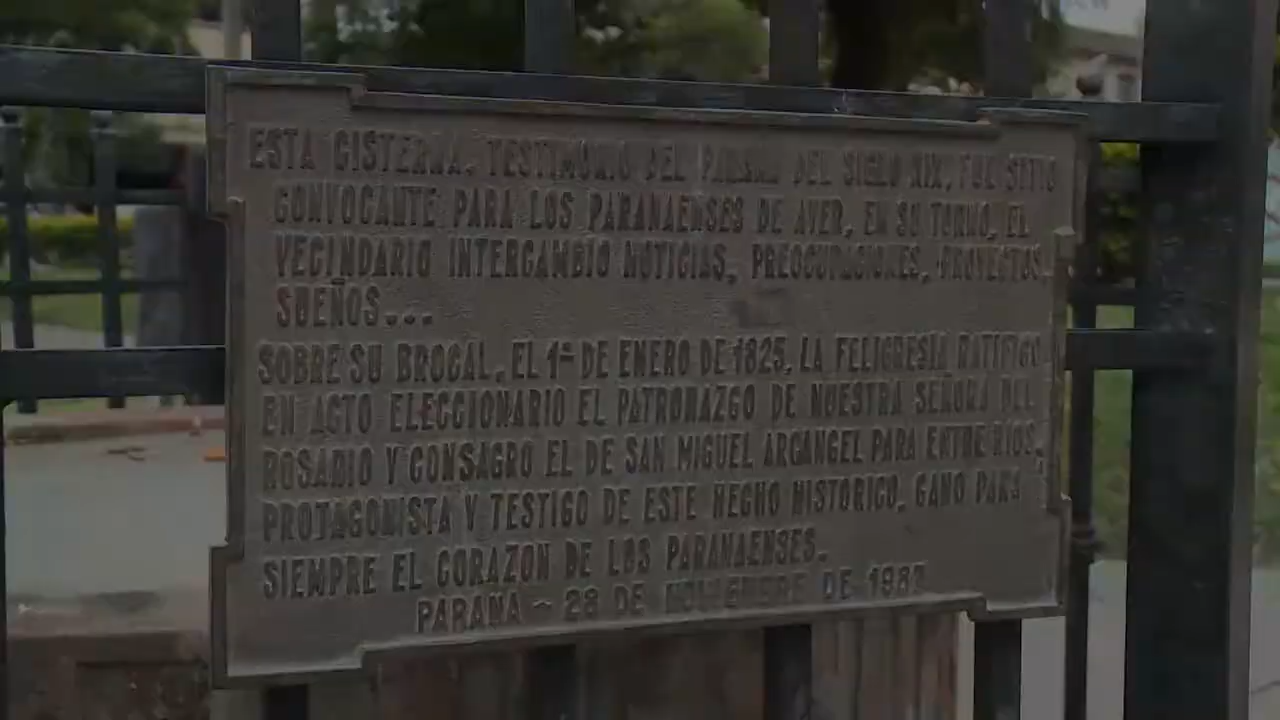 ESTA CISTERNA, TESTIMONIO DEL PARANA DEL SIGLO XIX, FUE SITIO
CONVOCANTE PARA LOS PARANAENSES DE AYER, EN SU TORNO, EL
VECINDARIO INTERCAMBIO NOTICIAS, PREOCUPACIONES, PROYECTOS,
SUEÑOS...
SOBRE SU BROCAL, EL 1º DE ENERO DE 1825, LA FELIGRESIA RATIFICO
EN ACTO ELECCIONARIO EL PATRONAZGO DE NUESTRA SEÑORA DEL
ROSARIO Y CONSAGRO EL DE SAN MIGUEL ARCANGEL PARA ENTRE RIOS.
PROTAGONISTA Y TESTIGO DE ESTE HECHO HISTORICO, GANO PARA
SIEMPRE EL CORAZON DE LOS PARANAENSES.
PARANA - 28 DE NOVIEMBRE DE